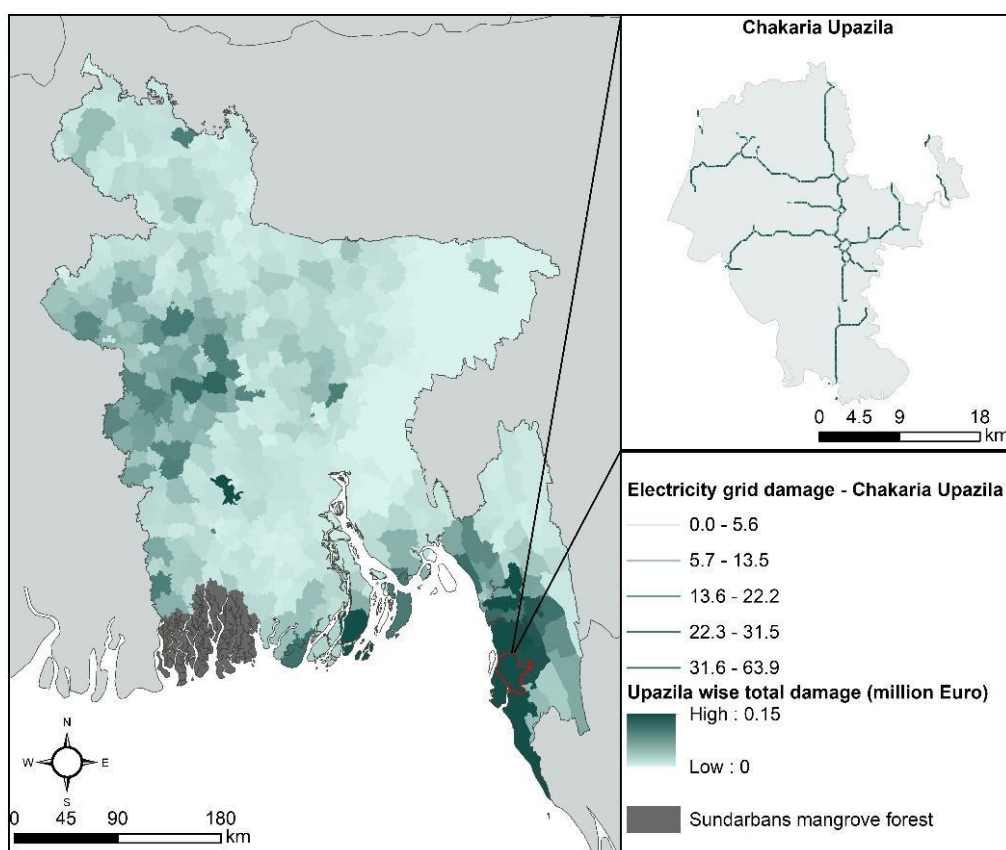 Chakaria Upazila
0 4.5 9 18
km
Electricity grid damage - Chakaria Upazila
0.0 - 5.6
5.7 - 13.5
13.6 - 22.2
22.3 - 31.5
31.6 - 63.9
Upazila wise total damage (million Euro)
High : 0.15
Low : 0
Sundarbans mangrove forest
N
W E
S
0 45 90 180
km
1